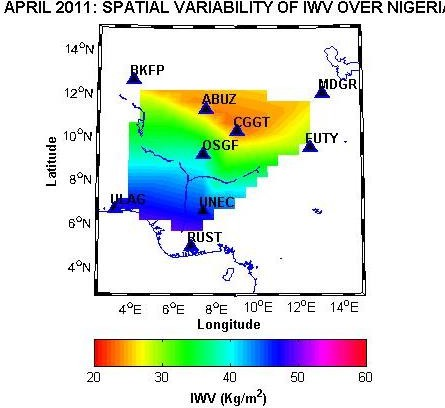 APRIL 2011: SPATIAL VARIABILITY OF IWV OVER NIGERIA
14°N
12°N
10°N
8°N
6°N
4°N
Latitude
BKFP
MDGR
ABUZ
CGGT
FUTY
OSGF
ULAG
UNEC
RUST
4°E 6°E 8°E 10°E 12°E 14°E
Longitude
20 30 40 50 60
IWV (Kg/m²)